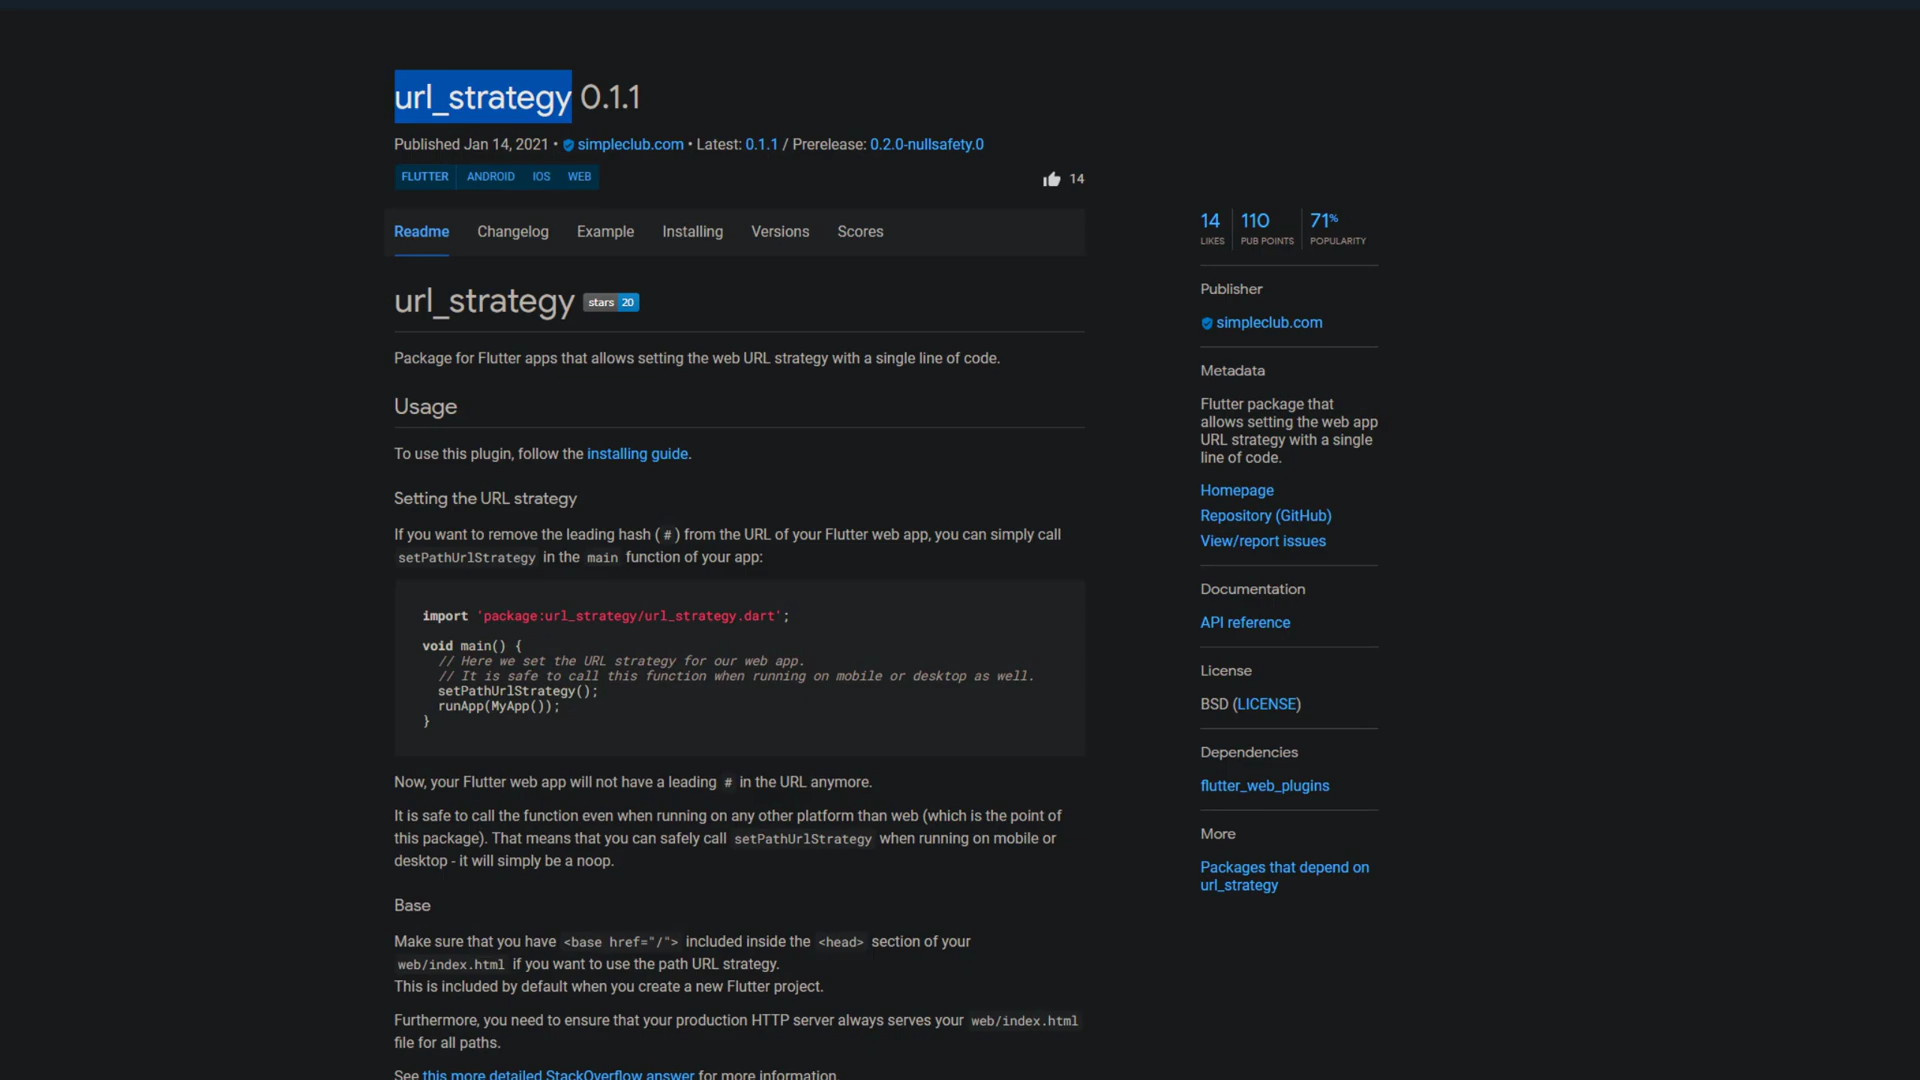 url_strategy 0.1.1
Published Jan 14, 2021 • simpleclub.com • Latest: 0.1.1 / Prerelease: 0.2.0-nullsafety.0
FLUTTER ANDROID IOS WEB
14
Readme Changelog Example Installing Versions Scores
url_strategy stars 20
Package for Flutter apps that allows setting the web URL strategy with a single line of code.
Usage
To use this plugin, follow the installing guide.
Setting the URL strategy
If you want to remove the leading hash ( # ) from the URL of your Flutter web app, you can simply call
setPathUrlStrategy in the main function of your app:
import 'package:url_strategy/url_strategy.dart';
void main() {
// Here we set the URL strategy for our web app.
// It is safe to call this function when running on mobile or desktop as well.
setPathUrlStrategy();
runApp(MyApp());
}
Now, your Flutter web app will not have a leading # in the URL anymore.
It is safe to call the function even when running on any other platform than web (which is the point of
this package). That means that you can safely call setPathUrlStrategy when running on mobile or
desktop - it will simply be a noop.
Base
Make sure that you have <base href="/"> included inside the <head> section of your
web/index.html if you want to use the path URL strategy.
This is included by default when you create a new Flutter project.
Furthermore, you need to ensure that your production HTTP server always serves your web/index.html
file for all paths.
See this more detailed StackOverflow answer for more information.
14 110 71%
LIKES PUB POINTS POPULARITY
Publisher
simpleclub.com
Metadata
Flutter package that
allows setting the web app
URL strategy with a single
line of code.
Homepage
Repository (GitHub)
View/report issues
Documentation
API reference
License
BSD (LICENSE)
Dependencies
flutter_web_plugins
More
Packages that depend on
url_strategy